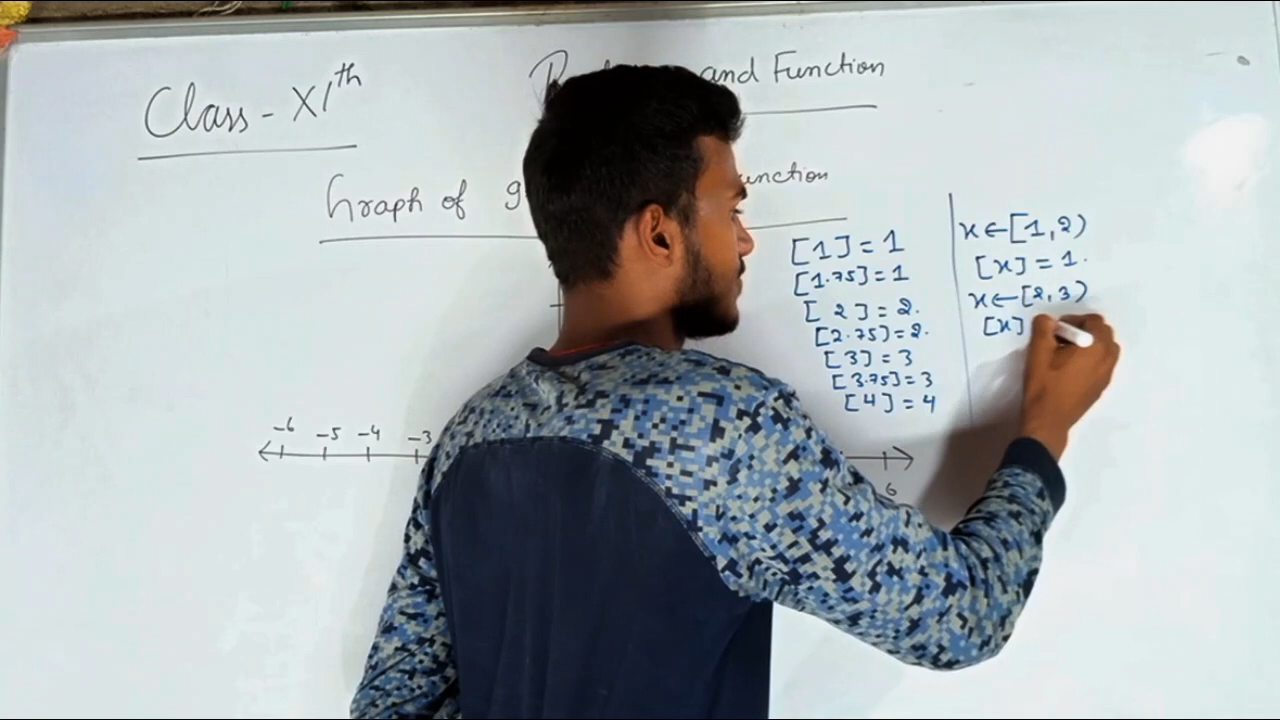 Class - XIth
and Function
Graph of
[1] = 1
[1.75] = 1
[2] = 2.
[2.75] = 2.
[3] = 3
[3.75] = 3
[4] = 4
x ← [1, 2)
[x] = 1.
x ← [2, 3)
[x]
-6 -5 -4 -3
6